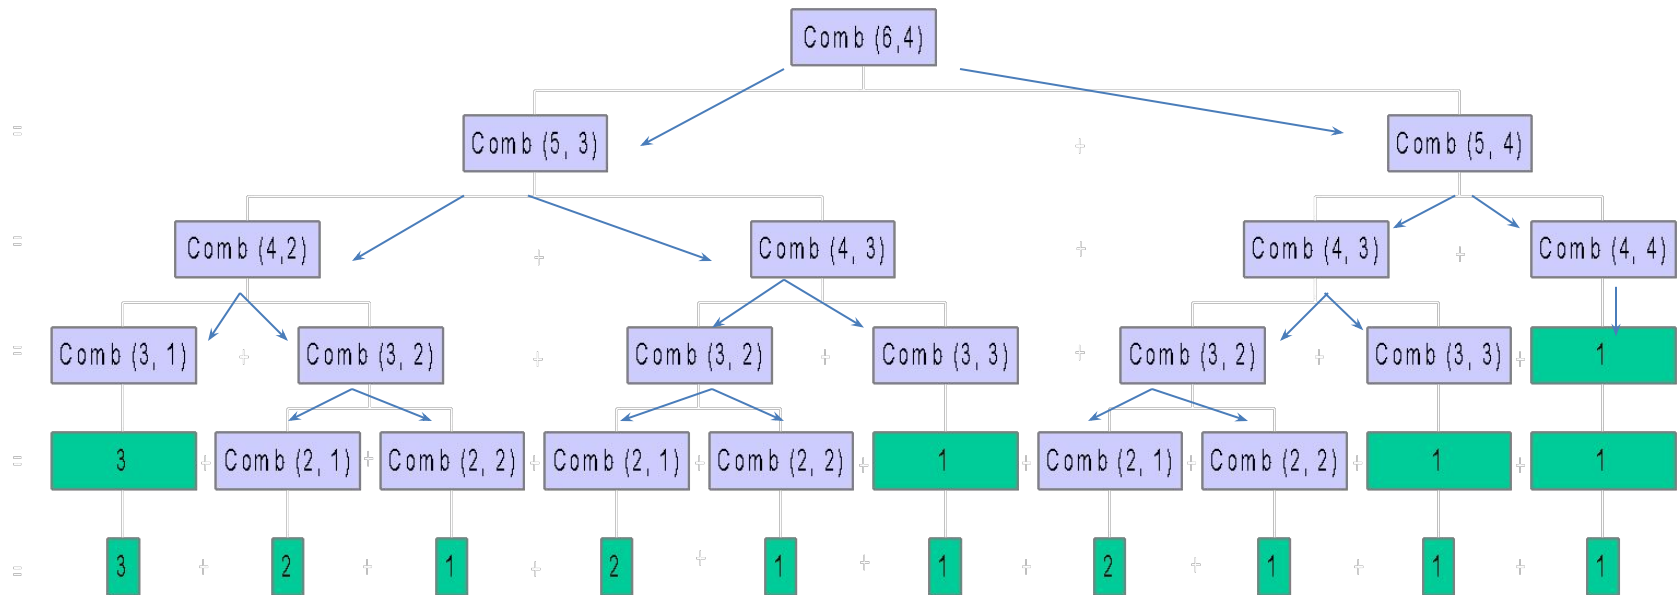 Comb (6,4)
= Comb (5, 3) + Comb (5, 4)
= Comb (4,2) + Comb (4, 3) + Comb (4, 3) + Comb (4, 4)
= Comb (3, 1) + Comb (3, 2) + Comb (3, 2) + Comb (3, 3) + Comb (3, 2) + Comb (3, 3) + 1
= 3 + Comb (2, 1) + Comb (2, 2) + Comb (2, 1) + Comb (2, 2) + 1 + Comb (2, 1) + Comb (2, 2) + 1 + 1
= 3 + 2 + 1 + 2 + 1 + 1 + 2 + 1 + 1 + 1